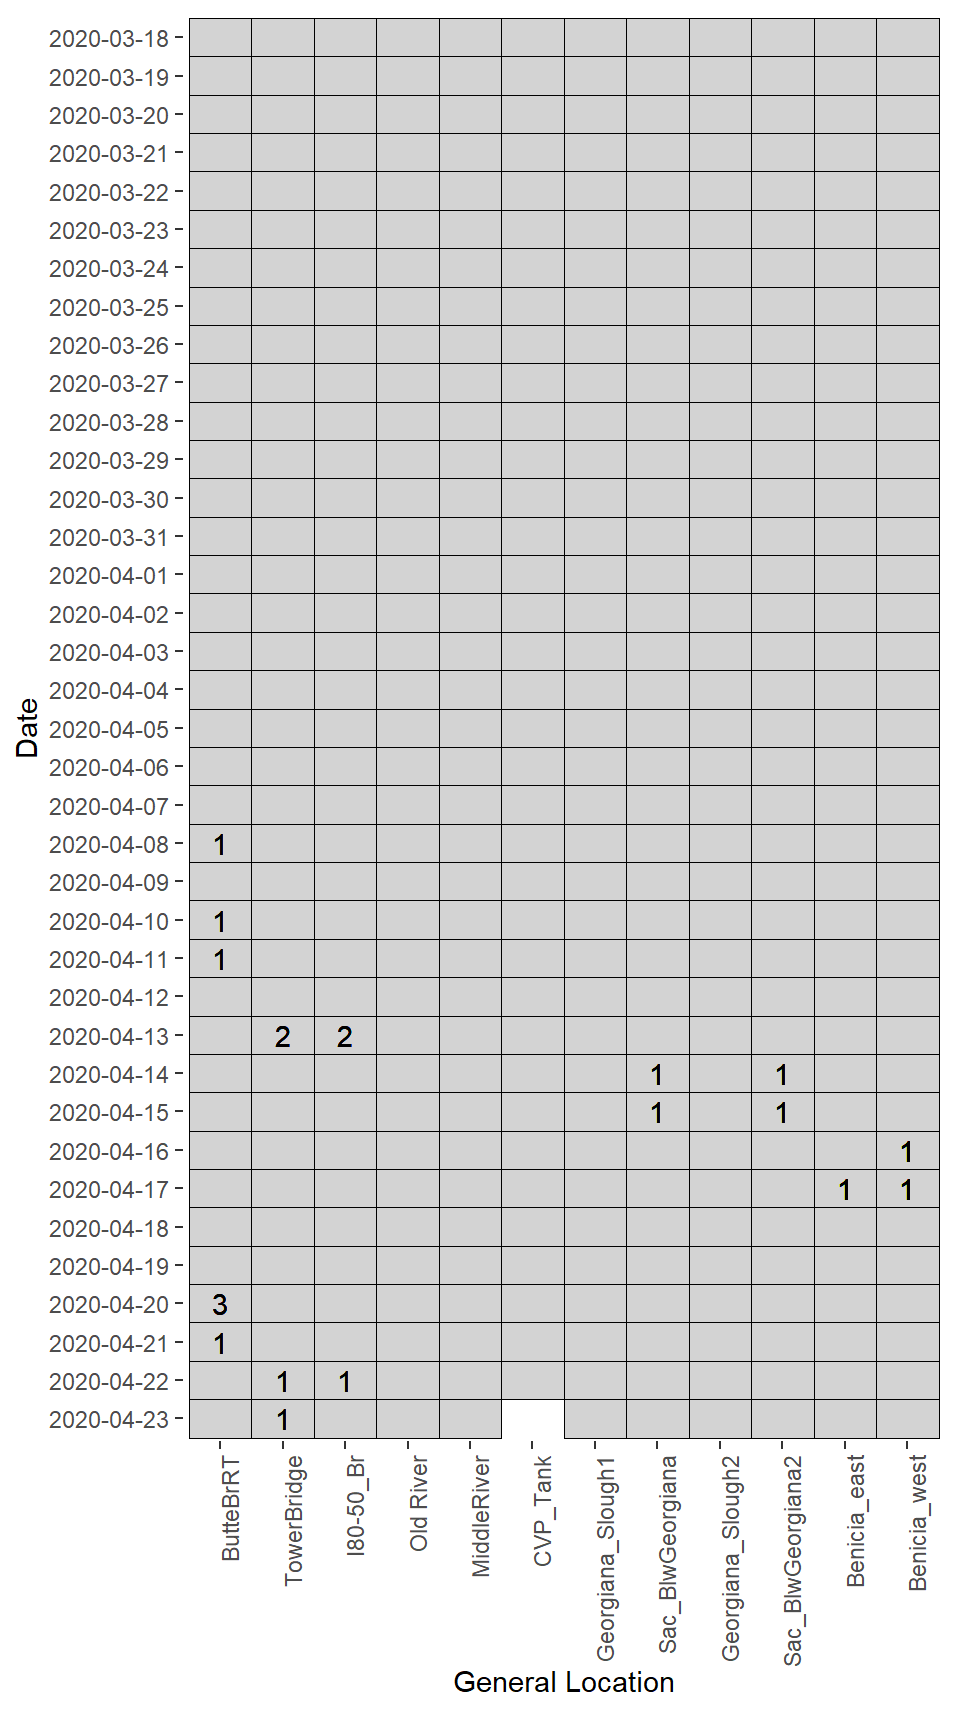 2020-03-18
2020-03-19
2020-03-20
2020-03-21
2020-03-22
2020-03-23
2020-03-24
2020-03-25
2020-03-26
2020-03-27
2020-03-28
2020-03-29
2020-03-30
2020-03-31
2020-04-01
2020-04-02
2020-04-03
2020-04-04
2020-04-05
2020-04-06
2020-04-07
2020-04-08 1
2020-04-09
2020-04-10 1
2020-04-11 1
2020-04-12
2020-04-13 2 2
2020-04-14 1 1
2020-04-15 1 1
2020-04-16 1
2020-04-17 1 1
2020-04-18
2020-04-19
2020-04-20 3
2020-04-21 1
2020-04-22 1 1
2020-04-23 1
Date
ButteBrRT
TowerBridge
I80-50_Br
Old River
MiddleRiver
CVP_Tank
Georgiana_Slough1
Sac_BlwGeorgiana
Georgiana_Slough2
Sac_BlwGeorgiana2
Benicia_east
Benicia_west
General Location